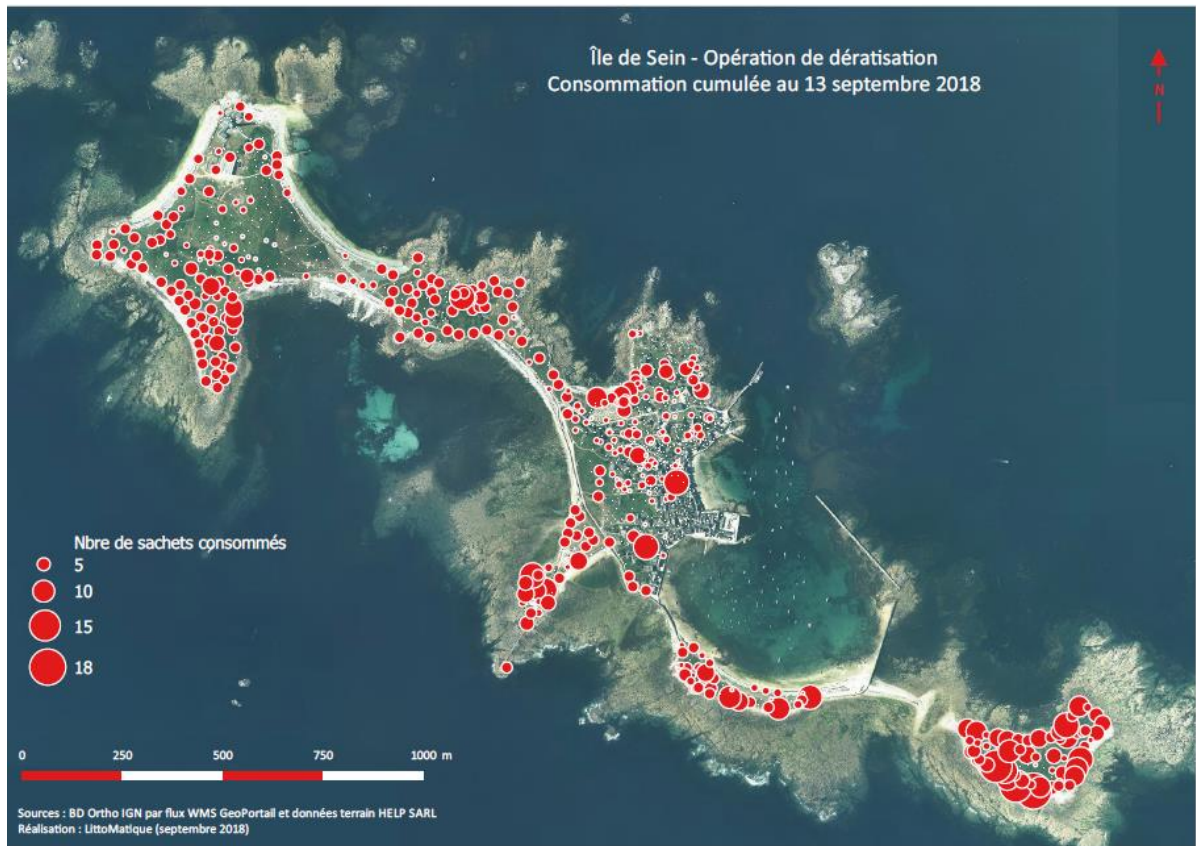 Île de Sein - Opération de dératisation
Consommation cumulée au 13 septembre 2018
N
Nbre de sachets consommés
5
10
15
18
0 250 500 750 1000 m
Sources : BD Ortho IGN par flux WMS GeoPortail et données terrain HELP SARL
Réalisation : LittoMatique (septembre 2018)